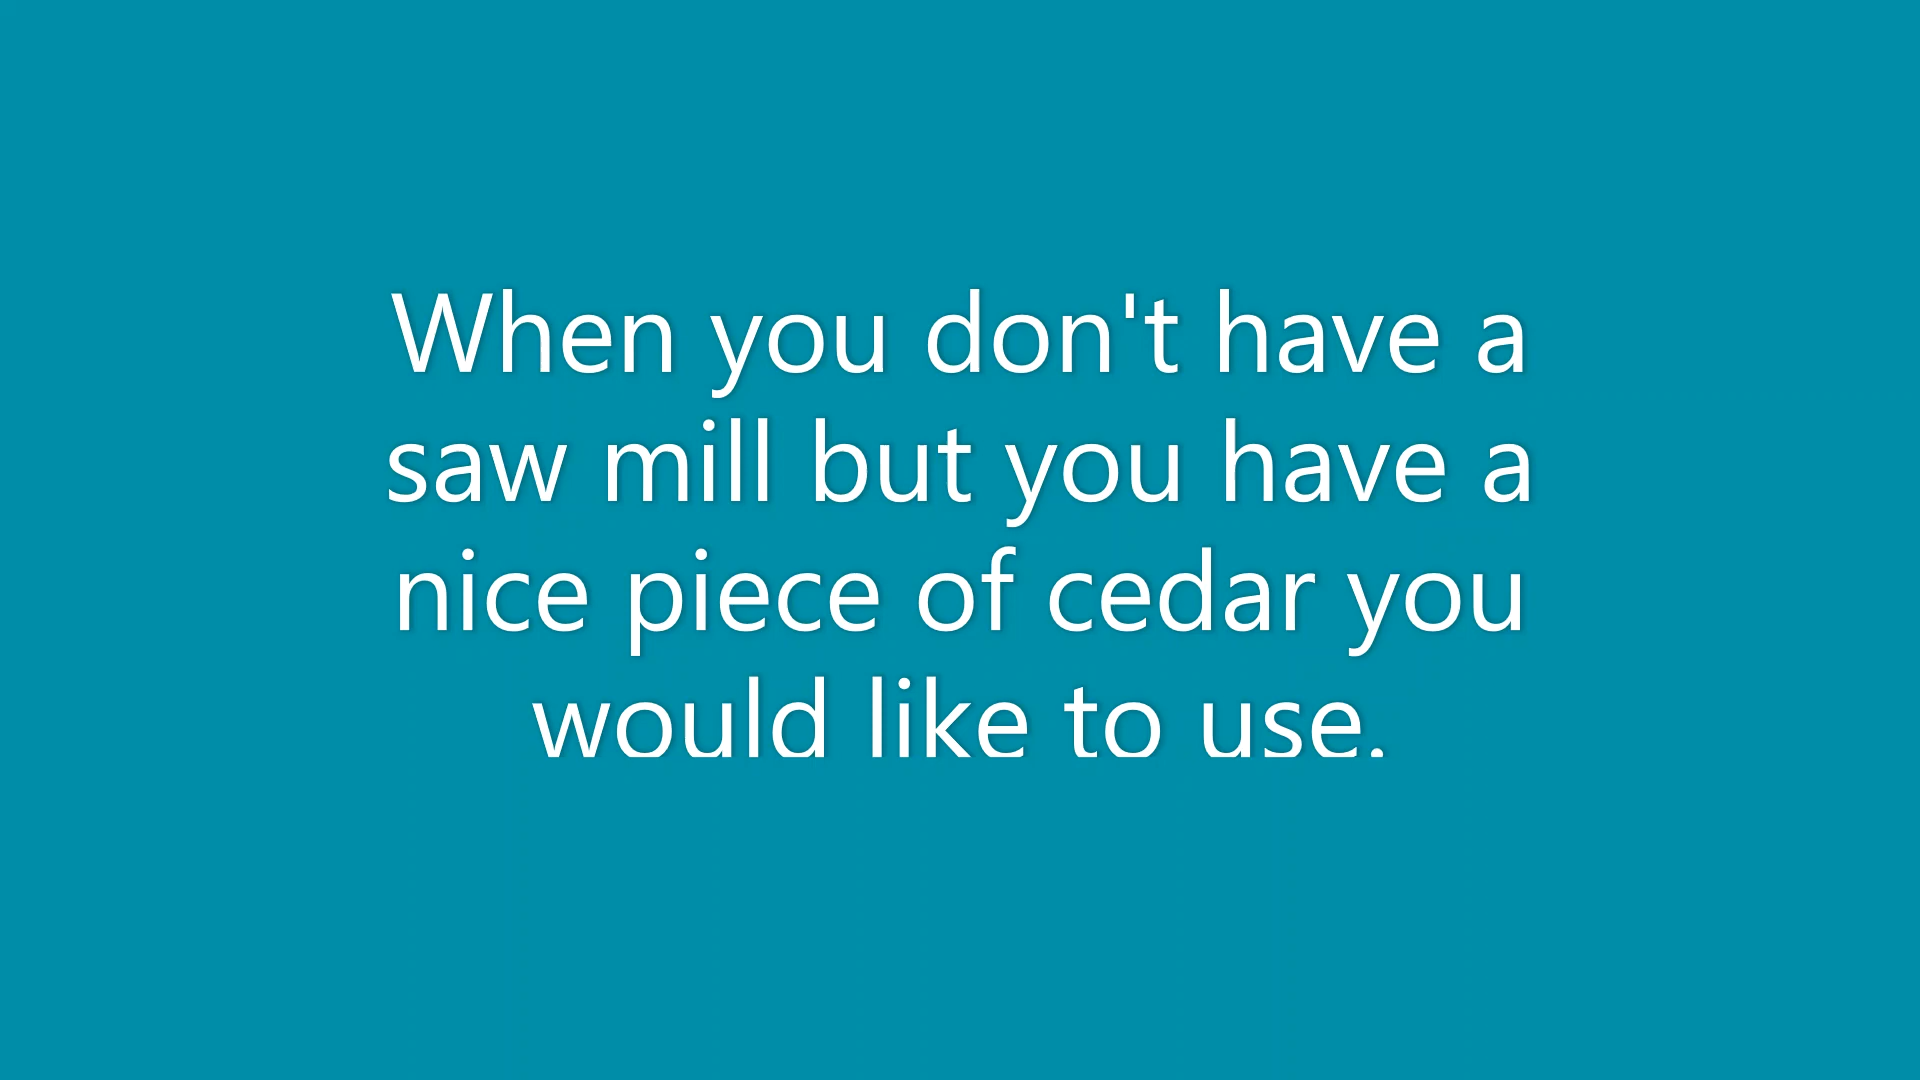 When you don't have a
saw mill but you have a
nice piece of cedar you
would like to use.